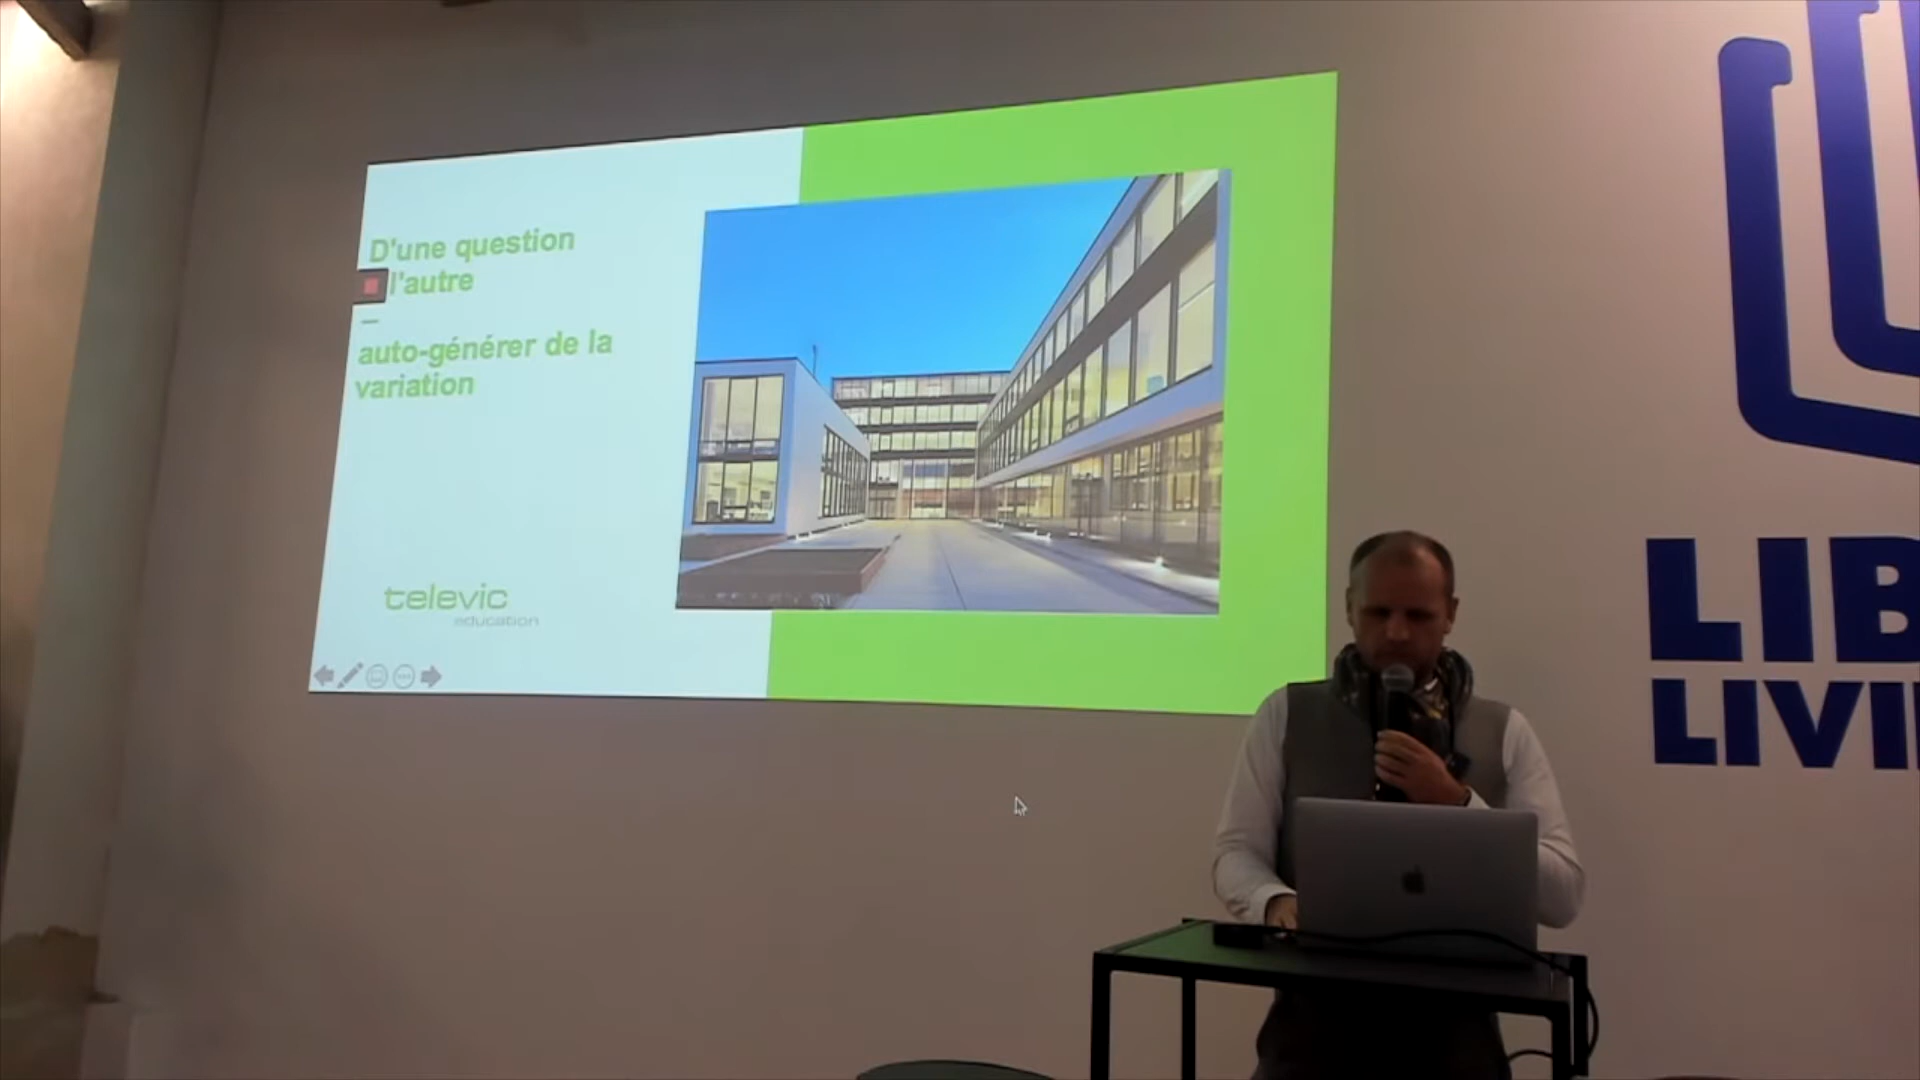 D'une question
l'autre
–
auto-générer de la
variation
televic
education
LIB
LIVI